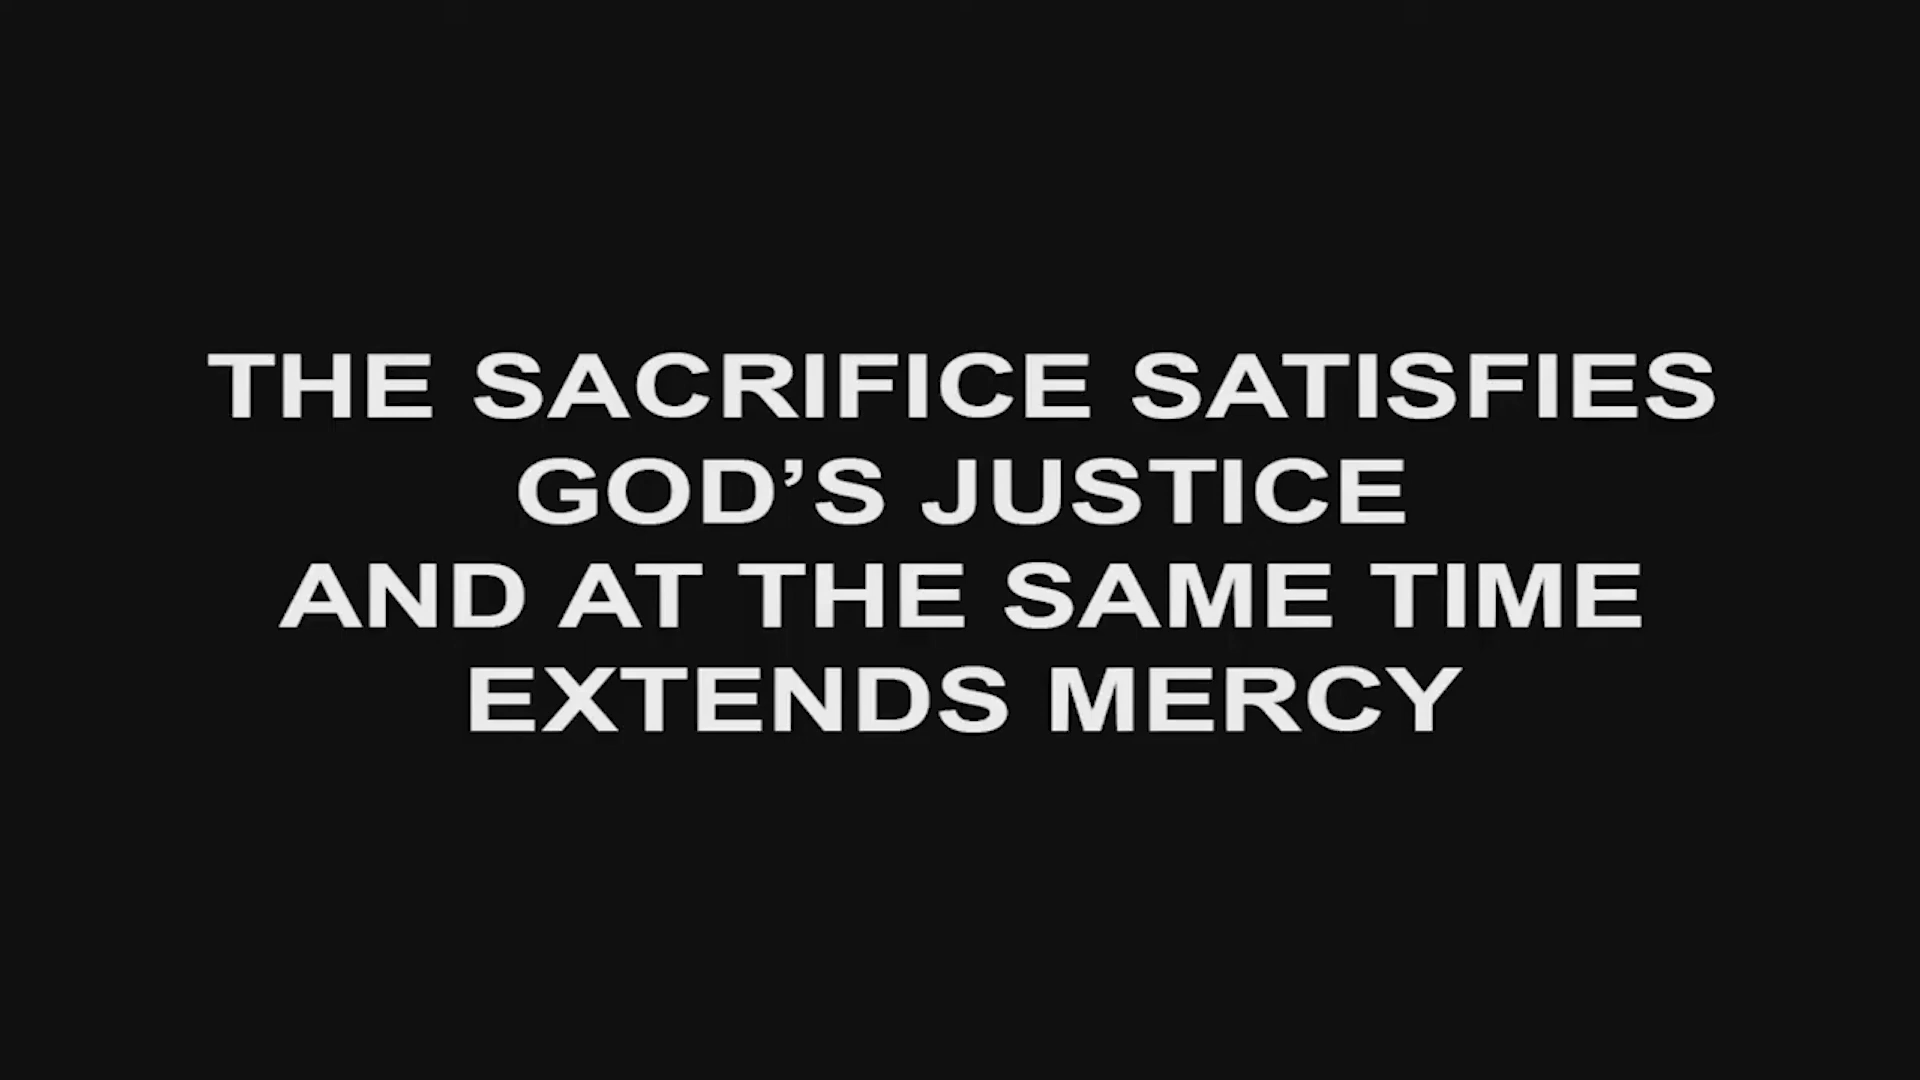 THE SACRIFICE SATISFIES
GOD’S JUSTICE
AND AT THE SAME TIME
EXTENDS MERCY